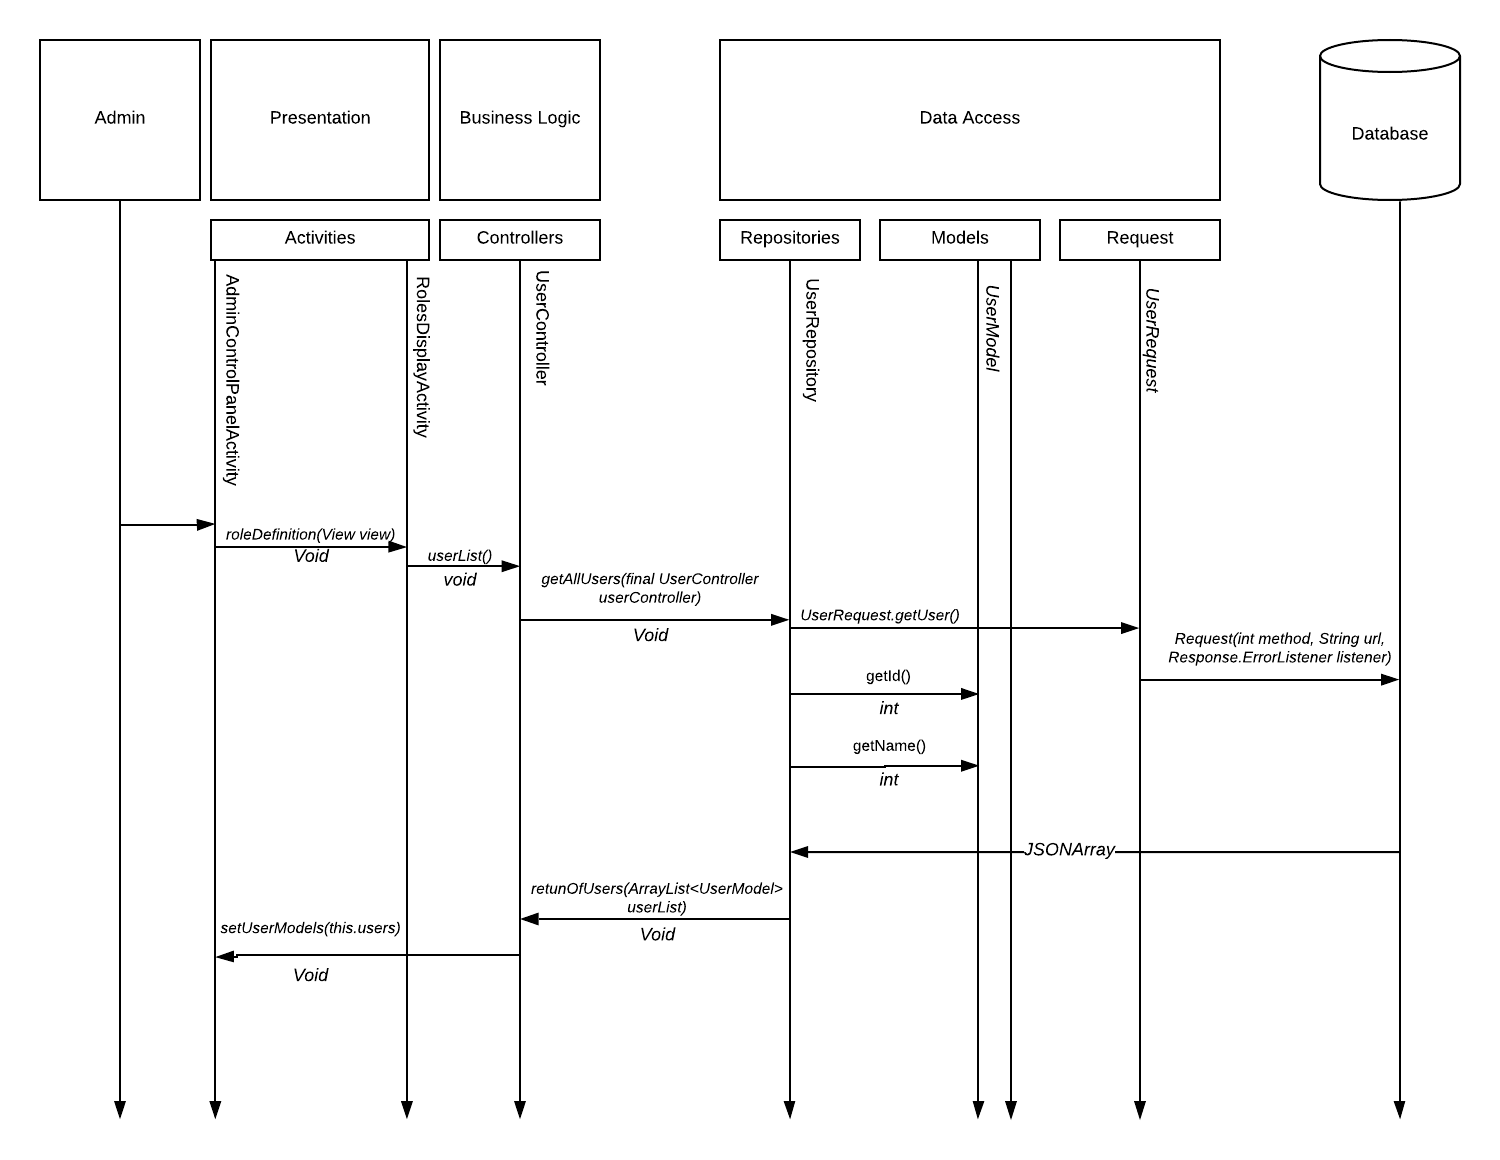 Admin
Presentation
Business Logic
Data Access
Database
Activities
Controllers
Repositories
Models
Request
AdminControlPanelActivity
RolesDisplayActivity
UserController
UserRepository
UserModel
UserRequest
roleDefinition(View view)
Void
userList()
void
getAllUsers(final UserController
userController)
Void
UserRequest.getUser()
Request(int method, String url,
Response.ErrorListener listener)
getId()
int
getName()
int
JSONArray
retunOfUsers(ArrayList<UserModel>
userList)
Void
setUserModels(this.users)
Void